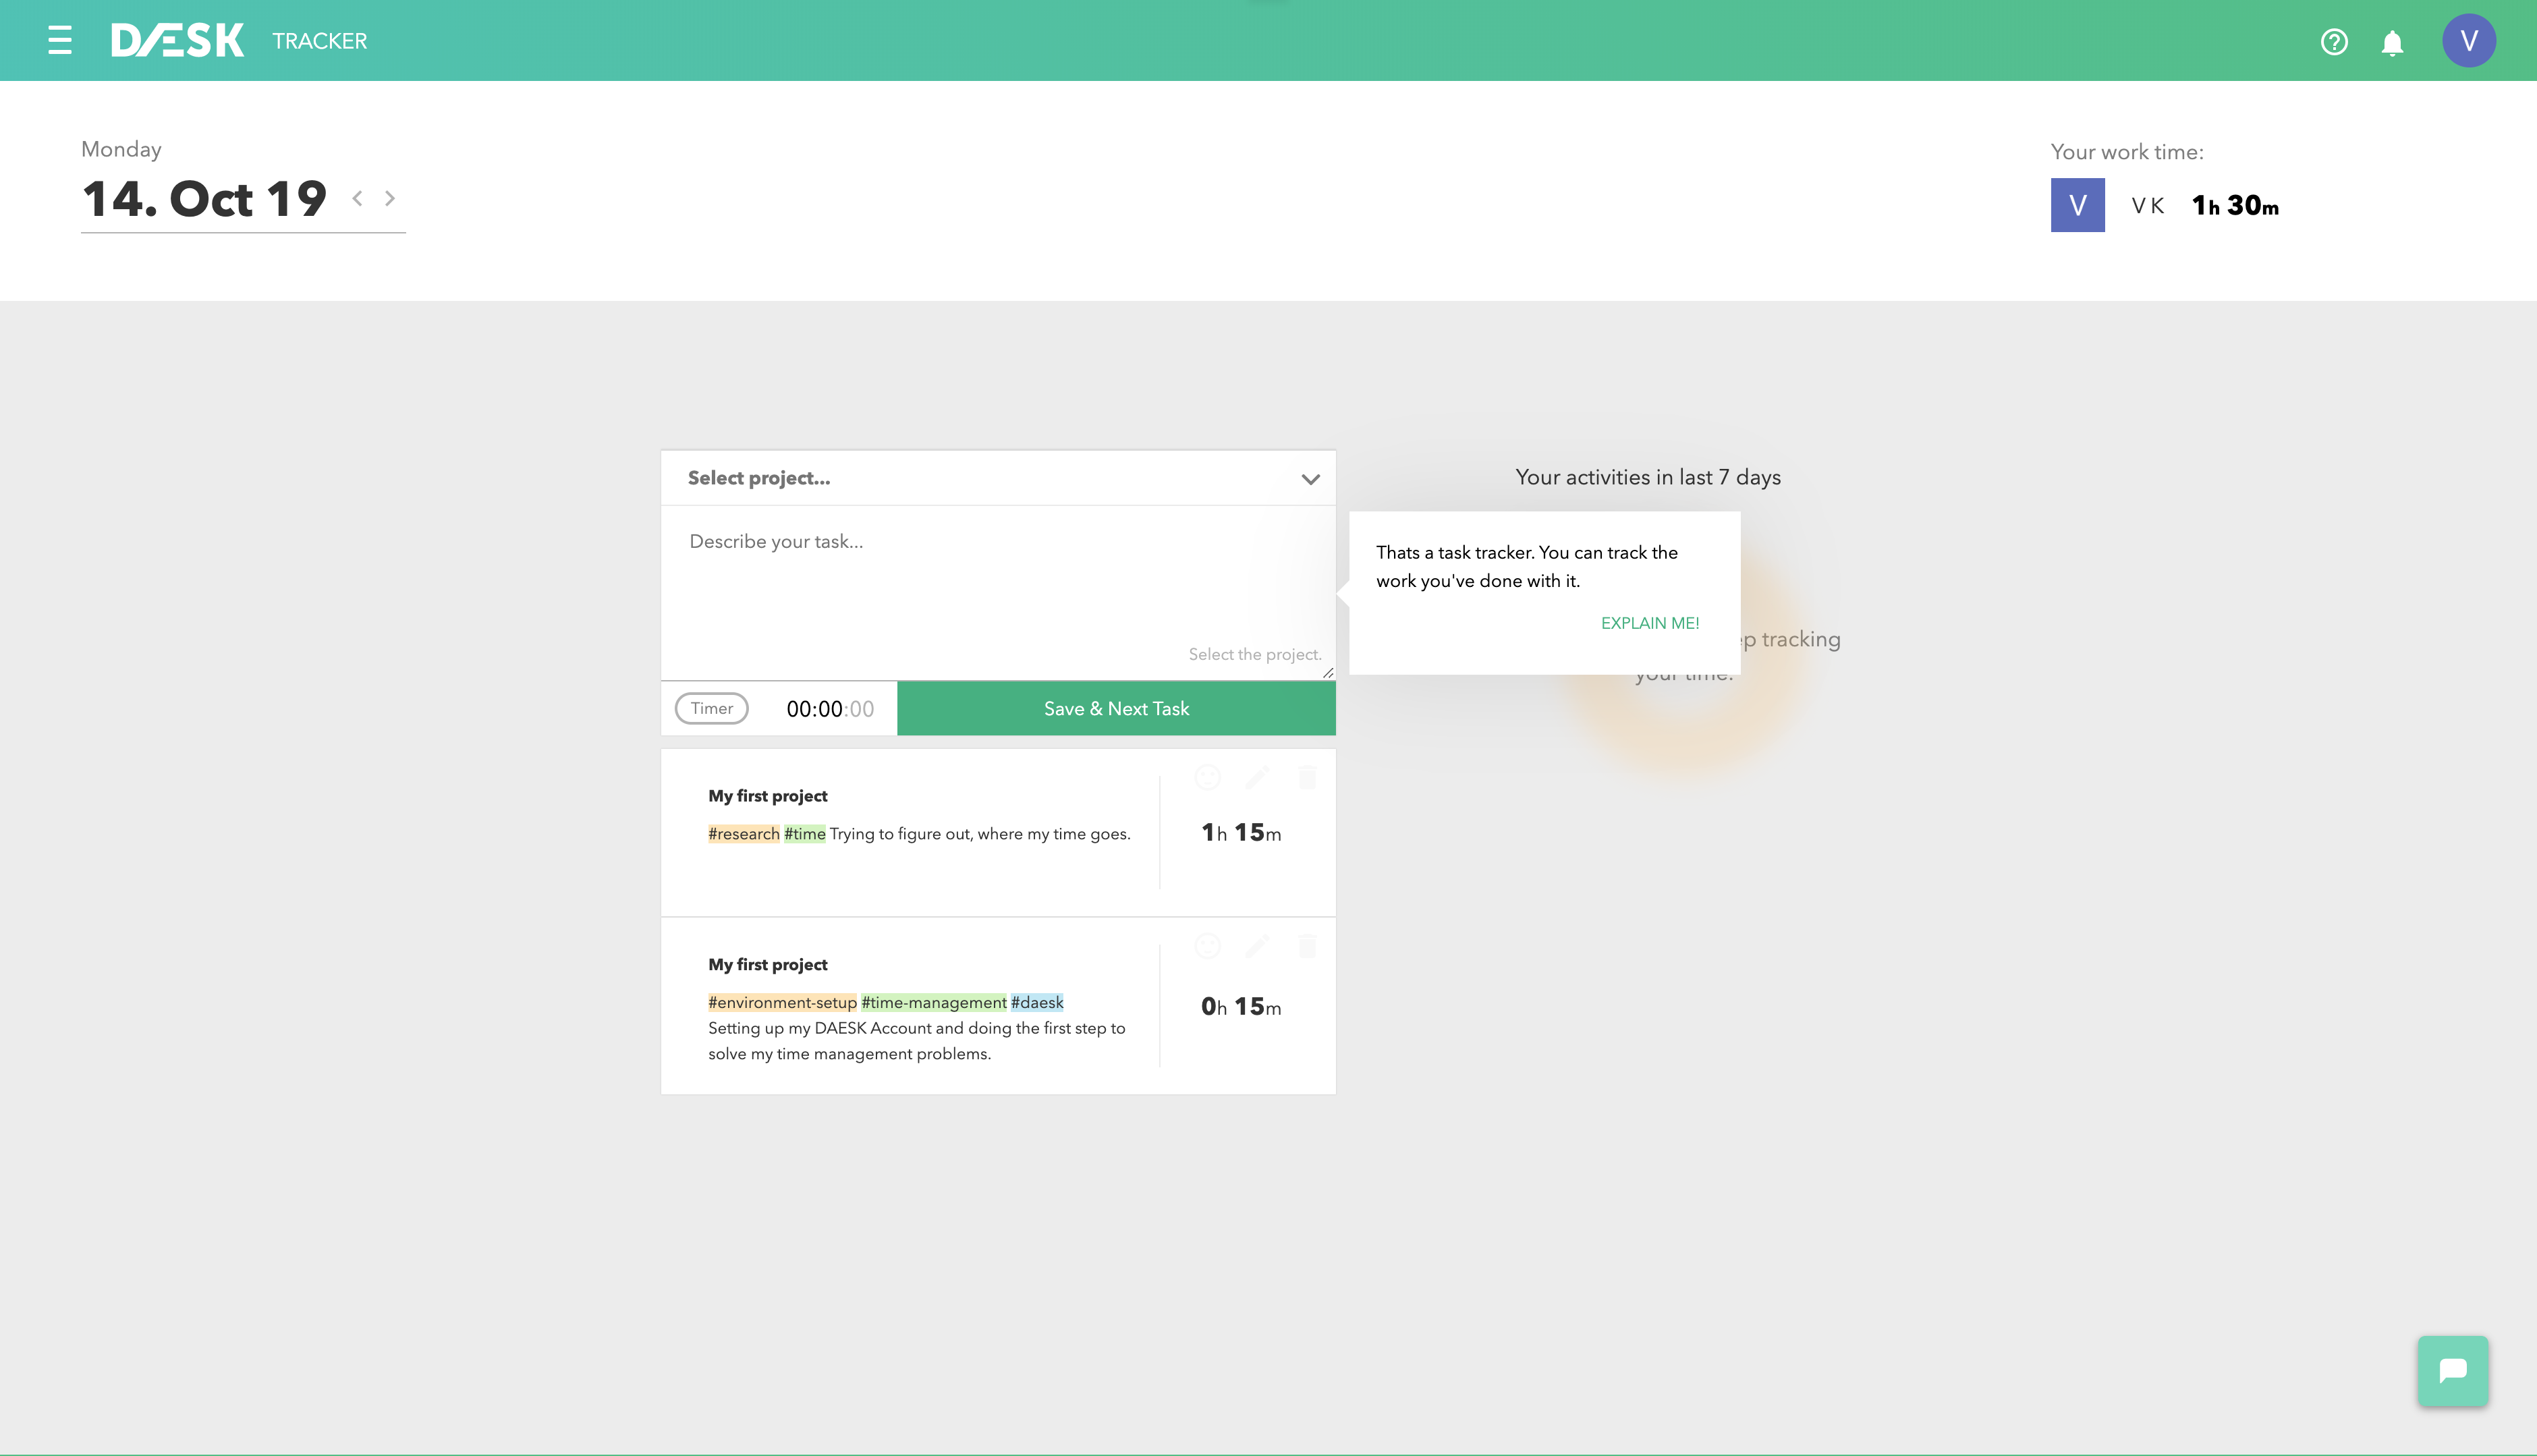 DÆSK TRACKER
V
Monday
14. Oct 19
Your work time:
V V K 1h 30m
Select project...
Describe your task...
Select the project.
Timer 00:00:00 Save & Next Task
Your activities in last 7 days
Thats a task tracker. You can track the
work you've done with it.
EXPLAIN ME!
tracking
your time.
My first project
#research #time Trying to figure out, where my time goes.
1h 15m
My first project
#environment-setup #time-management #daesk
Setting up my DAESK Account and doing the first step to
solve my time management problems.
0h 15m